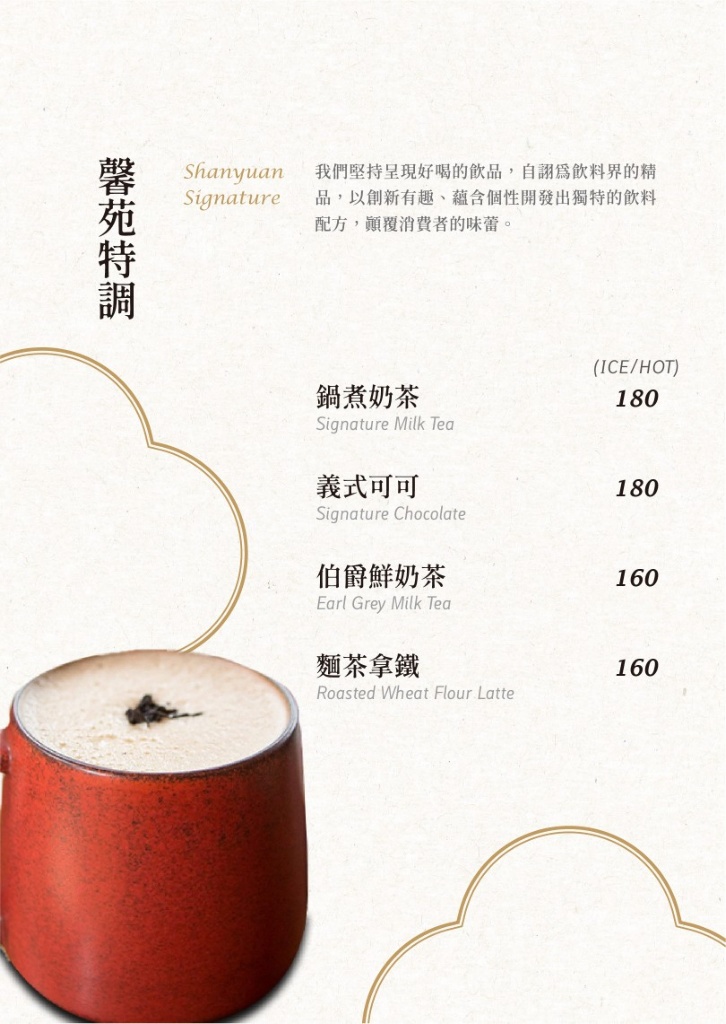 馨苑特調
Shanyuan
Signature
我們堅持呈現好喝的飲品，自詡爲飲料界的精
品，以創新有趣、蘊含個性開發出獨特的飲料
配方，顚覆消費者的味蕾。
(ICE/HOT)
鍋煮奶茶 180
Signature Milk Tea
義式可可 180
Signature Chocolate
伯爵鮮奶茶 160
Earl Grey Milk Tea
麵茶拿鐵 160
Roasted Wheat Flour Latte